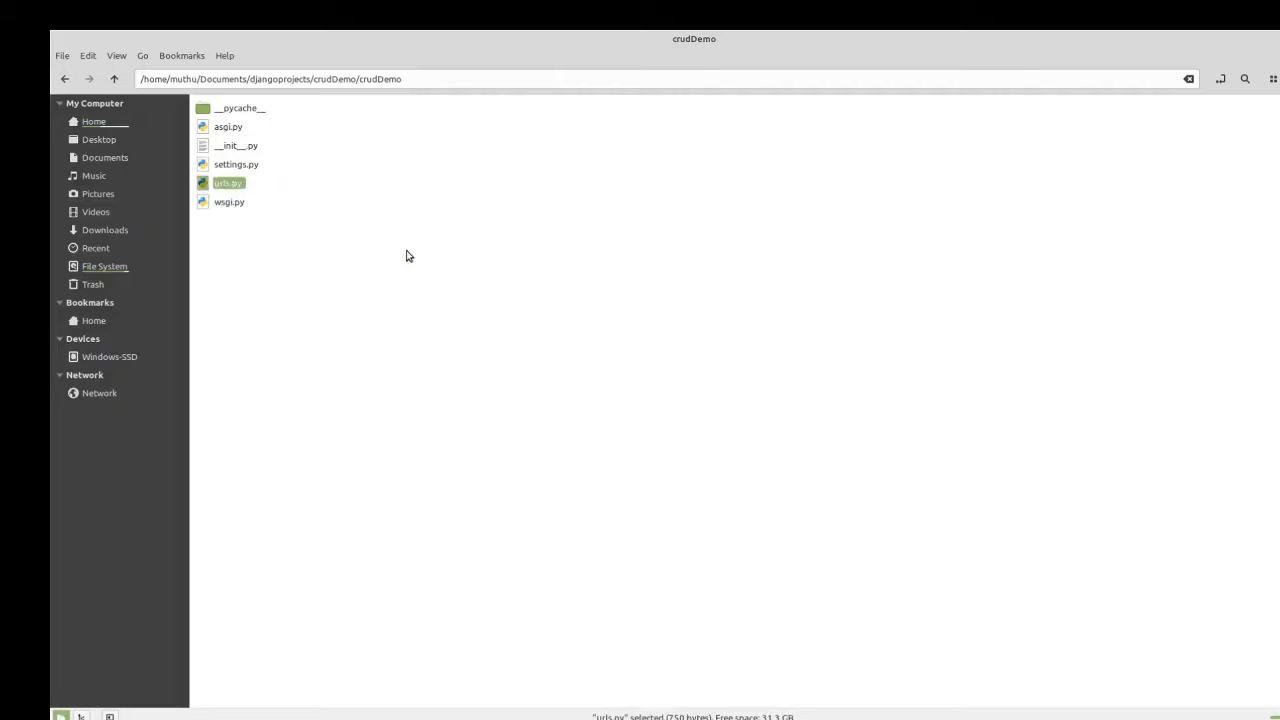 crudDemo
File Edit View Go Bookmarks Help
/home/muthu/Documents/djangoprojects/crudDemo/crudDemo
My Computer
Home
Desktop
Documents
Music
Pictures
Videos
Downloads
Recent
File System
Trash
Bookmarks
Home
Devices
Windows-SSD
Network
Network
__pycache__
asgi.py
__init__.py
settings.py
urls.py
wsgi.py
"urls.py" selected (750 bytes), Free space: 31.3 GB